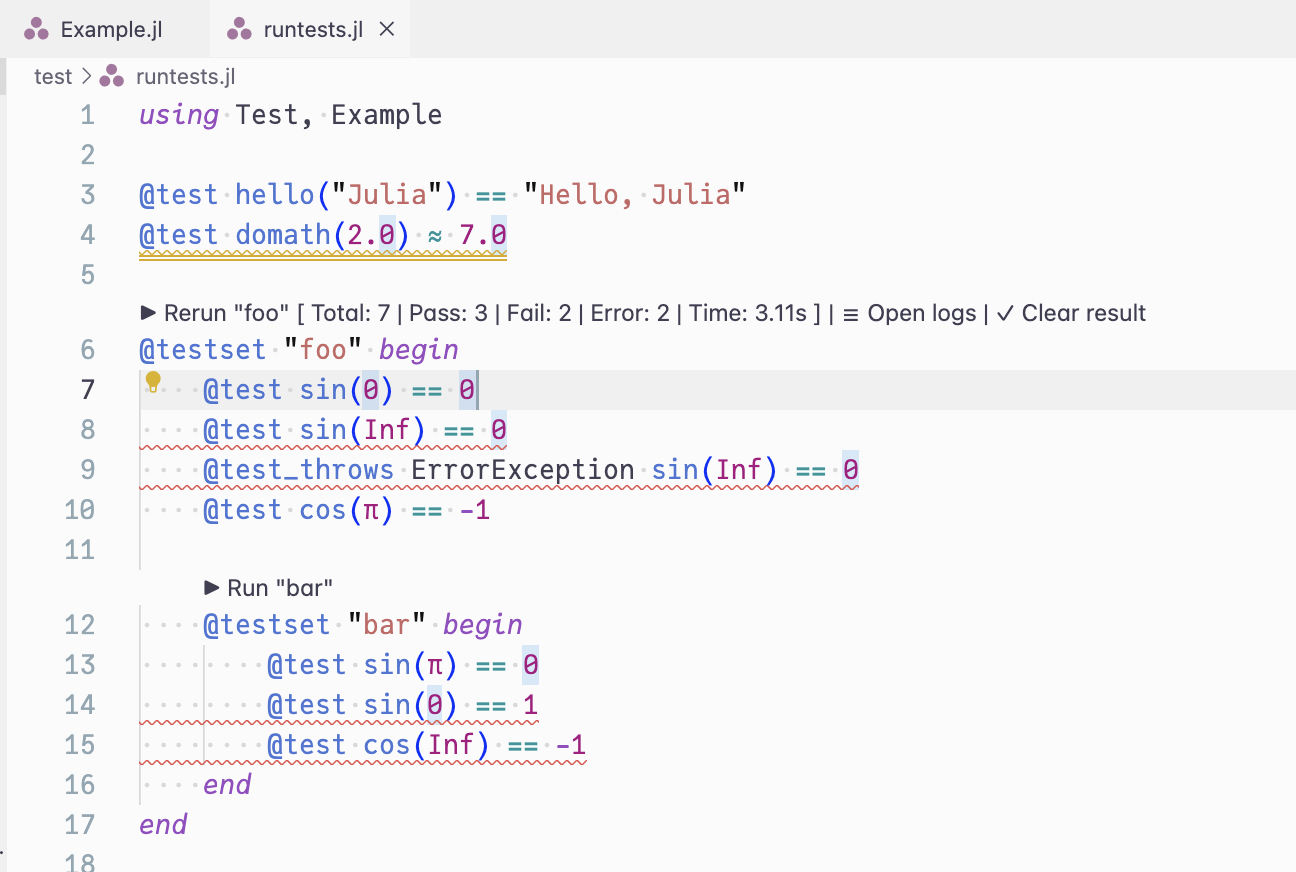 Example.jl runtests.jl ×
test > runtests.jl
1 using Test, Example
2
3 @test hello("Julia") == "Hello, Julia"
4 @test domath(2.0) ≈ 7.0
5
▶ Rerun "foo" [ Total: 7 | Pass: 3 | Fail: 2 | Error: 2 | Time: 3.11s ] | ≡ Open logs | ✓ Clear result
6 @testset "foo" begin
7     @test sin(0) == 0
8     @test sin(Inf) == 0
9     @test_throws ErrorException sin(Inf) == 0
10     @test cos(π) == -1
11
▶ Run "bar"
12     @testset "bar" begin
13         @test sin(π) == 0
14         @test sin(0) == 1
15         @test cos(Inf) == -1
16     end
17 end
18